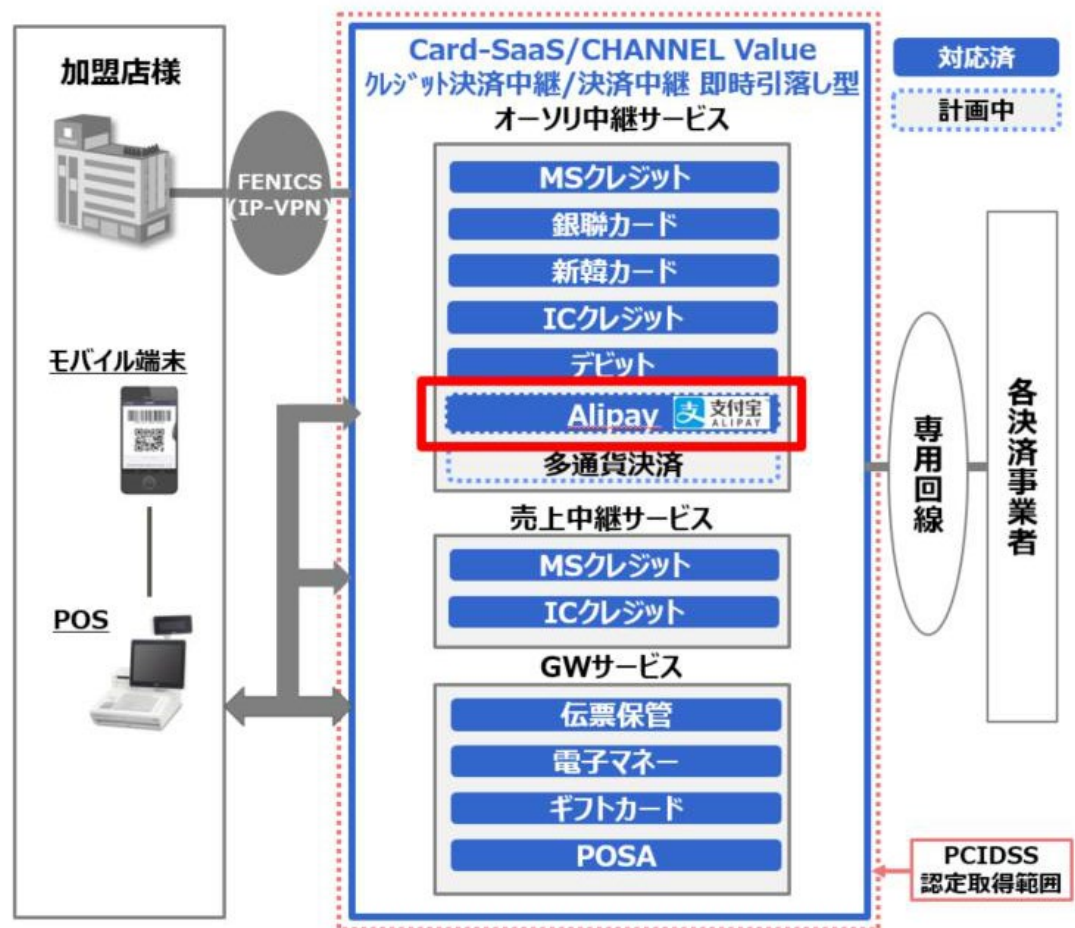 加盟店様
FENICS
(IP-VPN)
モバイル端末
POS
Card-SaaS/CHANNEL Value
ｸﾚｼﾞｯﾄ決済中継/決済中継 即時引落し型
オーソリ中継サービス
MSクレジット
銀聯カード
新韓カード
ICクレジット
デビット
Alipay 支 支付宝
ALIPAY
多通貨決済
売上中継サービス
MSクレジット
ICクレジット
GWサービス
伝票保管
電子マネー
ギフトカード
POSA
対応済
計画中
専用回線
各決済事業者
PCIDSS
認定取得範囲